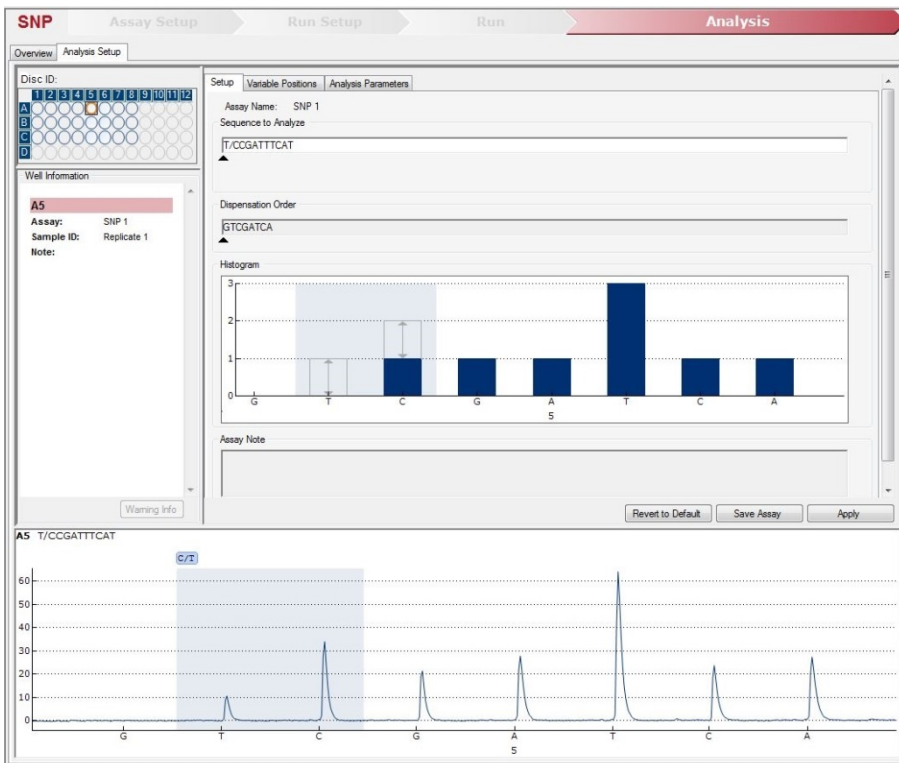 SNP Assay Setup Run Setup Run Analysis
Overview Analysis Setup
Disc ID:
1 2 3 4 5 6 7 8 9 10 11 12
A
B
C
D
Well Information
A5
Assay: SNP 1
Sample ID: Replicate 1
Note:
Warning Info
Setup Variable Positions Analysis Parameters
Assay Name: SNP 1
Sequence to Analyze
T/CCGATTTCAT
Dispensation Order
GTCGATCA
Histogram
3
2
1
0
G T C G A T C A
5
Assay Note
Revert to Default Save Assay Apply
A5 T/CCGATTTCAT
C/T
60
50
40
30
20
10
0
G T C G A T C A
5